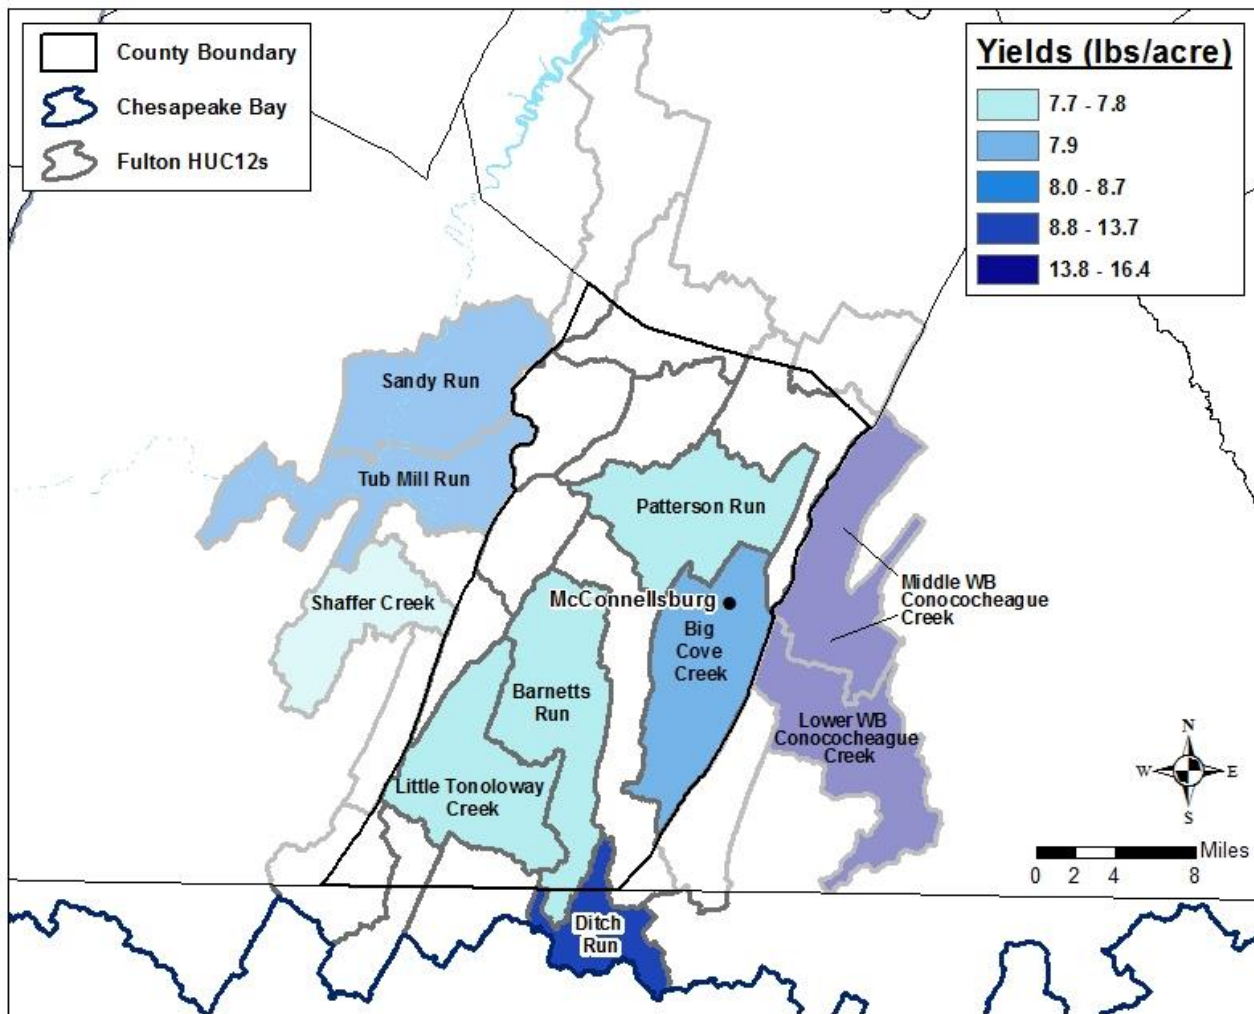 County Boundary
Chesapeake Bay
Fulton HUC12s
Yields (lbs/acre)
7.7 - 7.8
7.9
8.0 - 8.7
8.8 - 13.7
13.8 - 16.4
Sandy Run
Tub Mill Run
Patterson Run
Shaffer Creek
McConnellsburg
Big
Cove
Creek
Middle WB
Conococheague
Creek
Barnetts
Run
Lower WB
Conococheague
Creek
Little Tonoloway
Creek
Ditch
Run
N
W
E
S
Miles
0 2 4 8